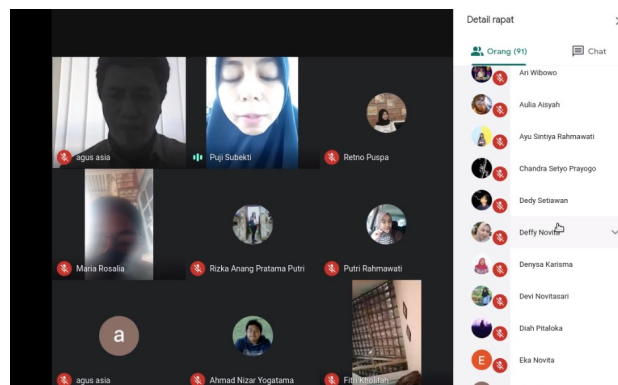 Detail rapat
Orang (91)
Chat
agus asia
Puji Subekti
Retno Puspa
Maria Rosalia
Rizka Anang Pratama Putri
Putri Rahmawati
a
agus asia
Ahmad Nizar Yogatama
Fitri Kholifah
Ari Wibowo
Aulia Aisyah
Ayu Sintiya Rahmawati
Chandra Setyo Prayogo
Dedy Setiawan
Deffy Novita
Denysa Karisma
Devi Novitasari
Diah Pitaloka
E
Eka Novita